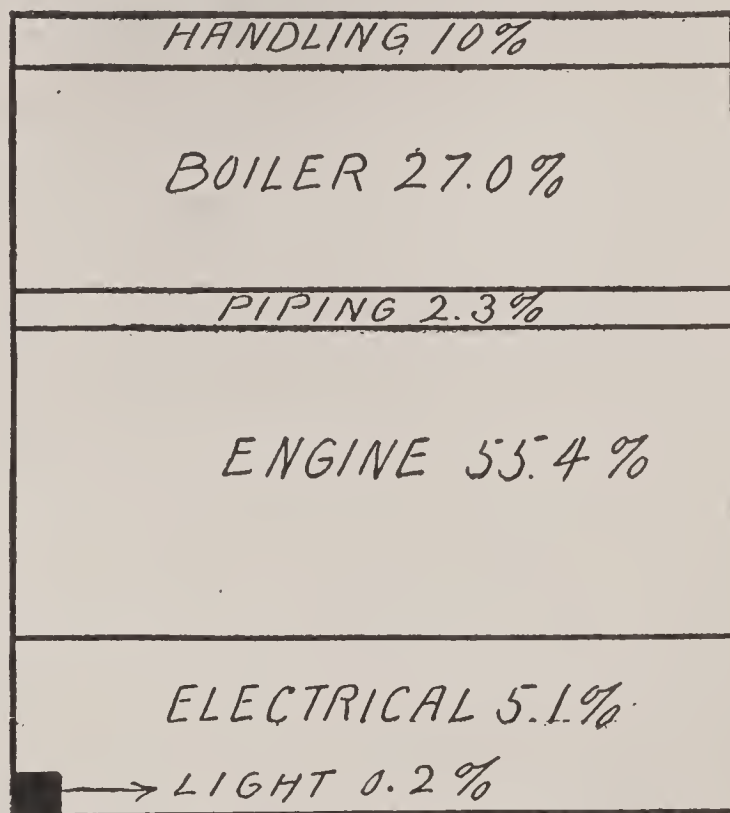 HANDLING 10%
BOILER 27.0%
PIPING 2.3%
ENGINE 55.4%
ELECTRICAL 5.1%
LIGHT 0.2%